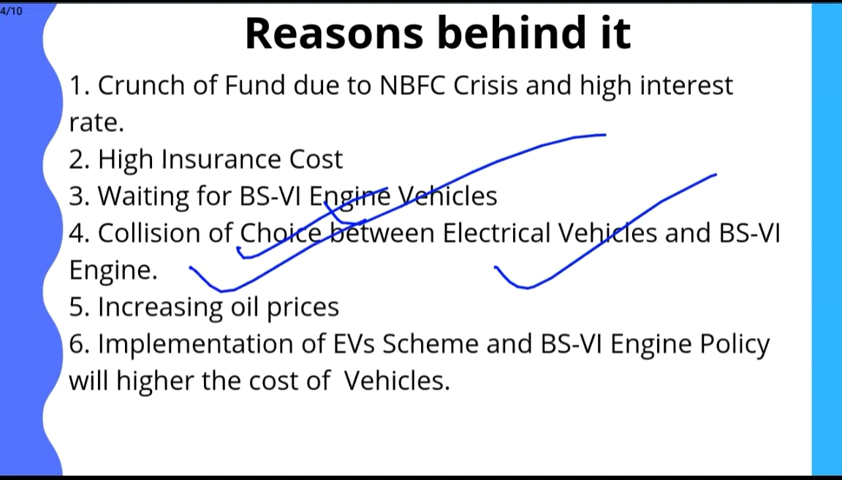 4/10
Reasons behind it
1. Crunch of Fund due to NBFC Crisis and high interest
rate.
2. High Insurance Cost
3. Waiting for BS-VI Engine Vehicles
4. Collision of Choice between Electrical Vehicles and BS-VI
Engine.
5. Increasing oil prices
6. Implementation of EVs Scheme and BS-VI Engine Policy
will higher the cost of Vehicles.